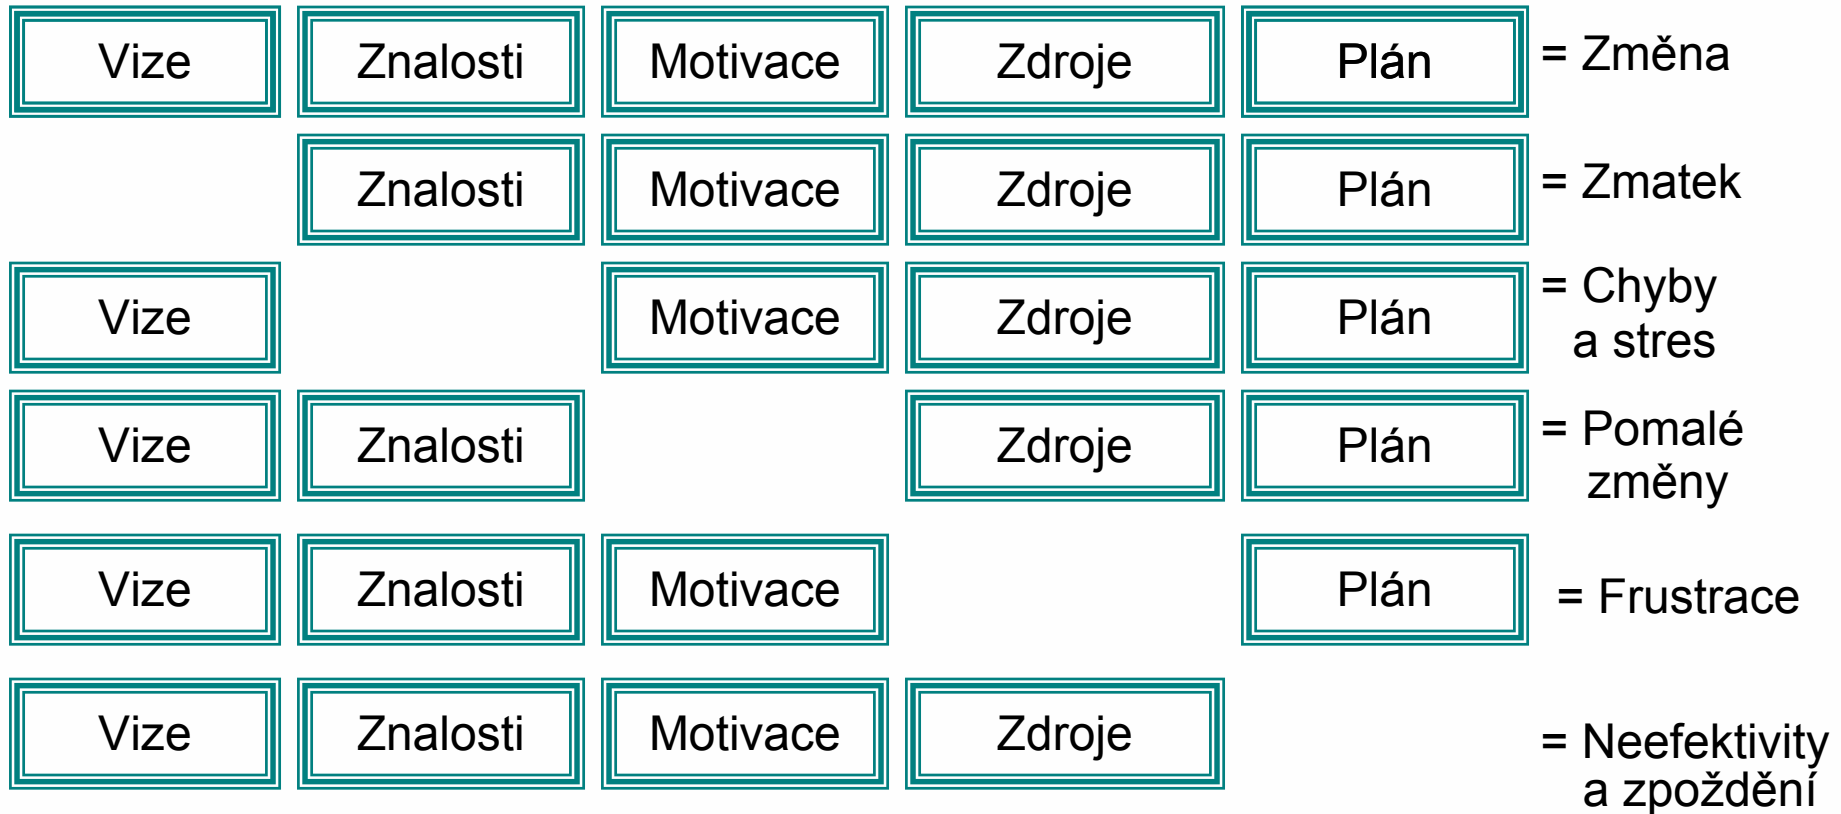 Vize Znalosti Motivace Zdroje Plán = Změna
Znalosti Motivace Zdroje Plán = Zmatek
Vize Motivace Zdroje Plán = Chyby
a stres
Vize Znalosti Zdroje Plán = Pomalé
změny
Vize Znalosti Motivace Plán = Frustrace
Vize Znalosti Motivace Zdroje = Neefektivity
a zpoždění